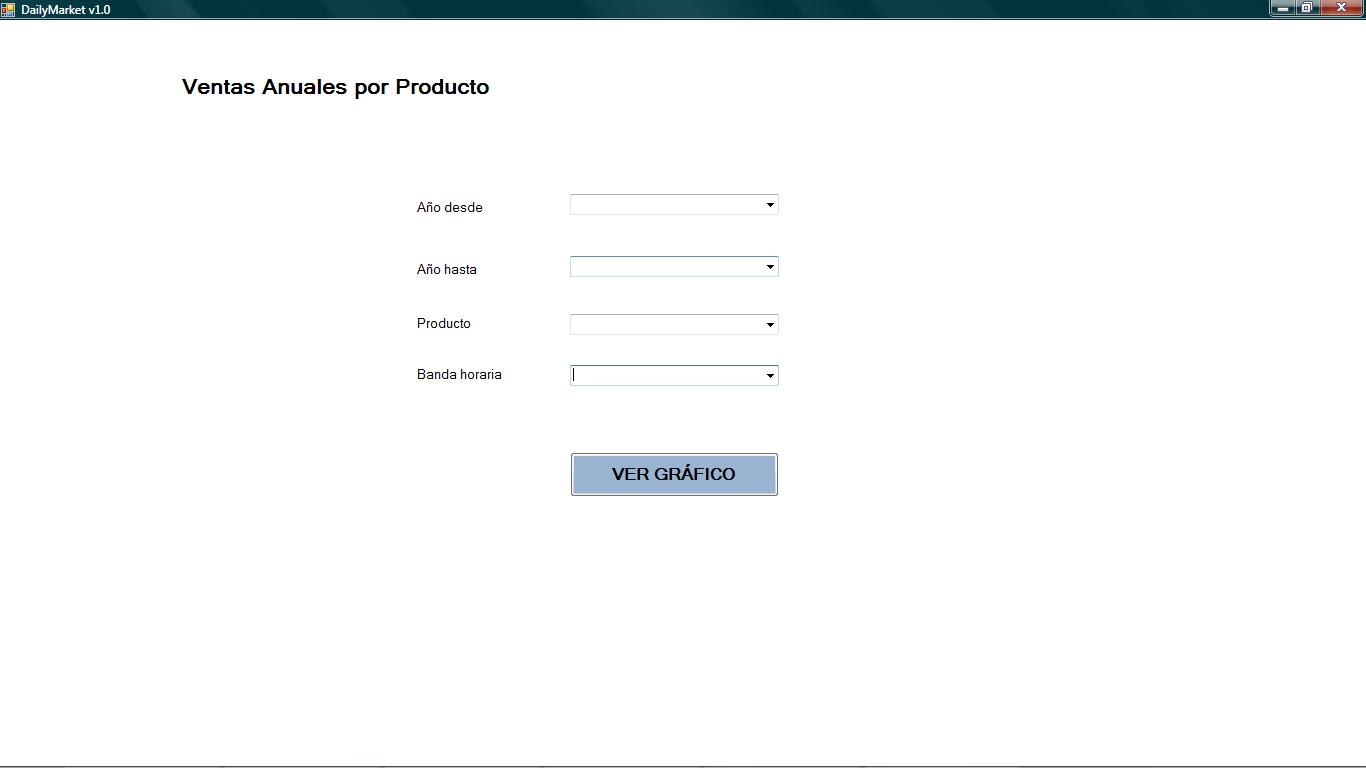 DailyMarket v1.0
Ventas Anuales por Producto
Año desde
Año hasta
Producto
Banda horaria
VER GRÁFICO